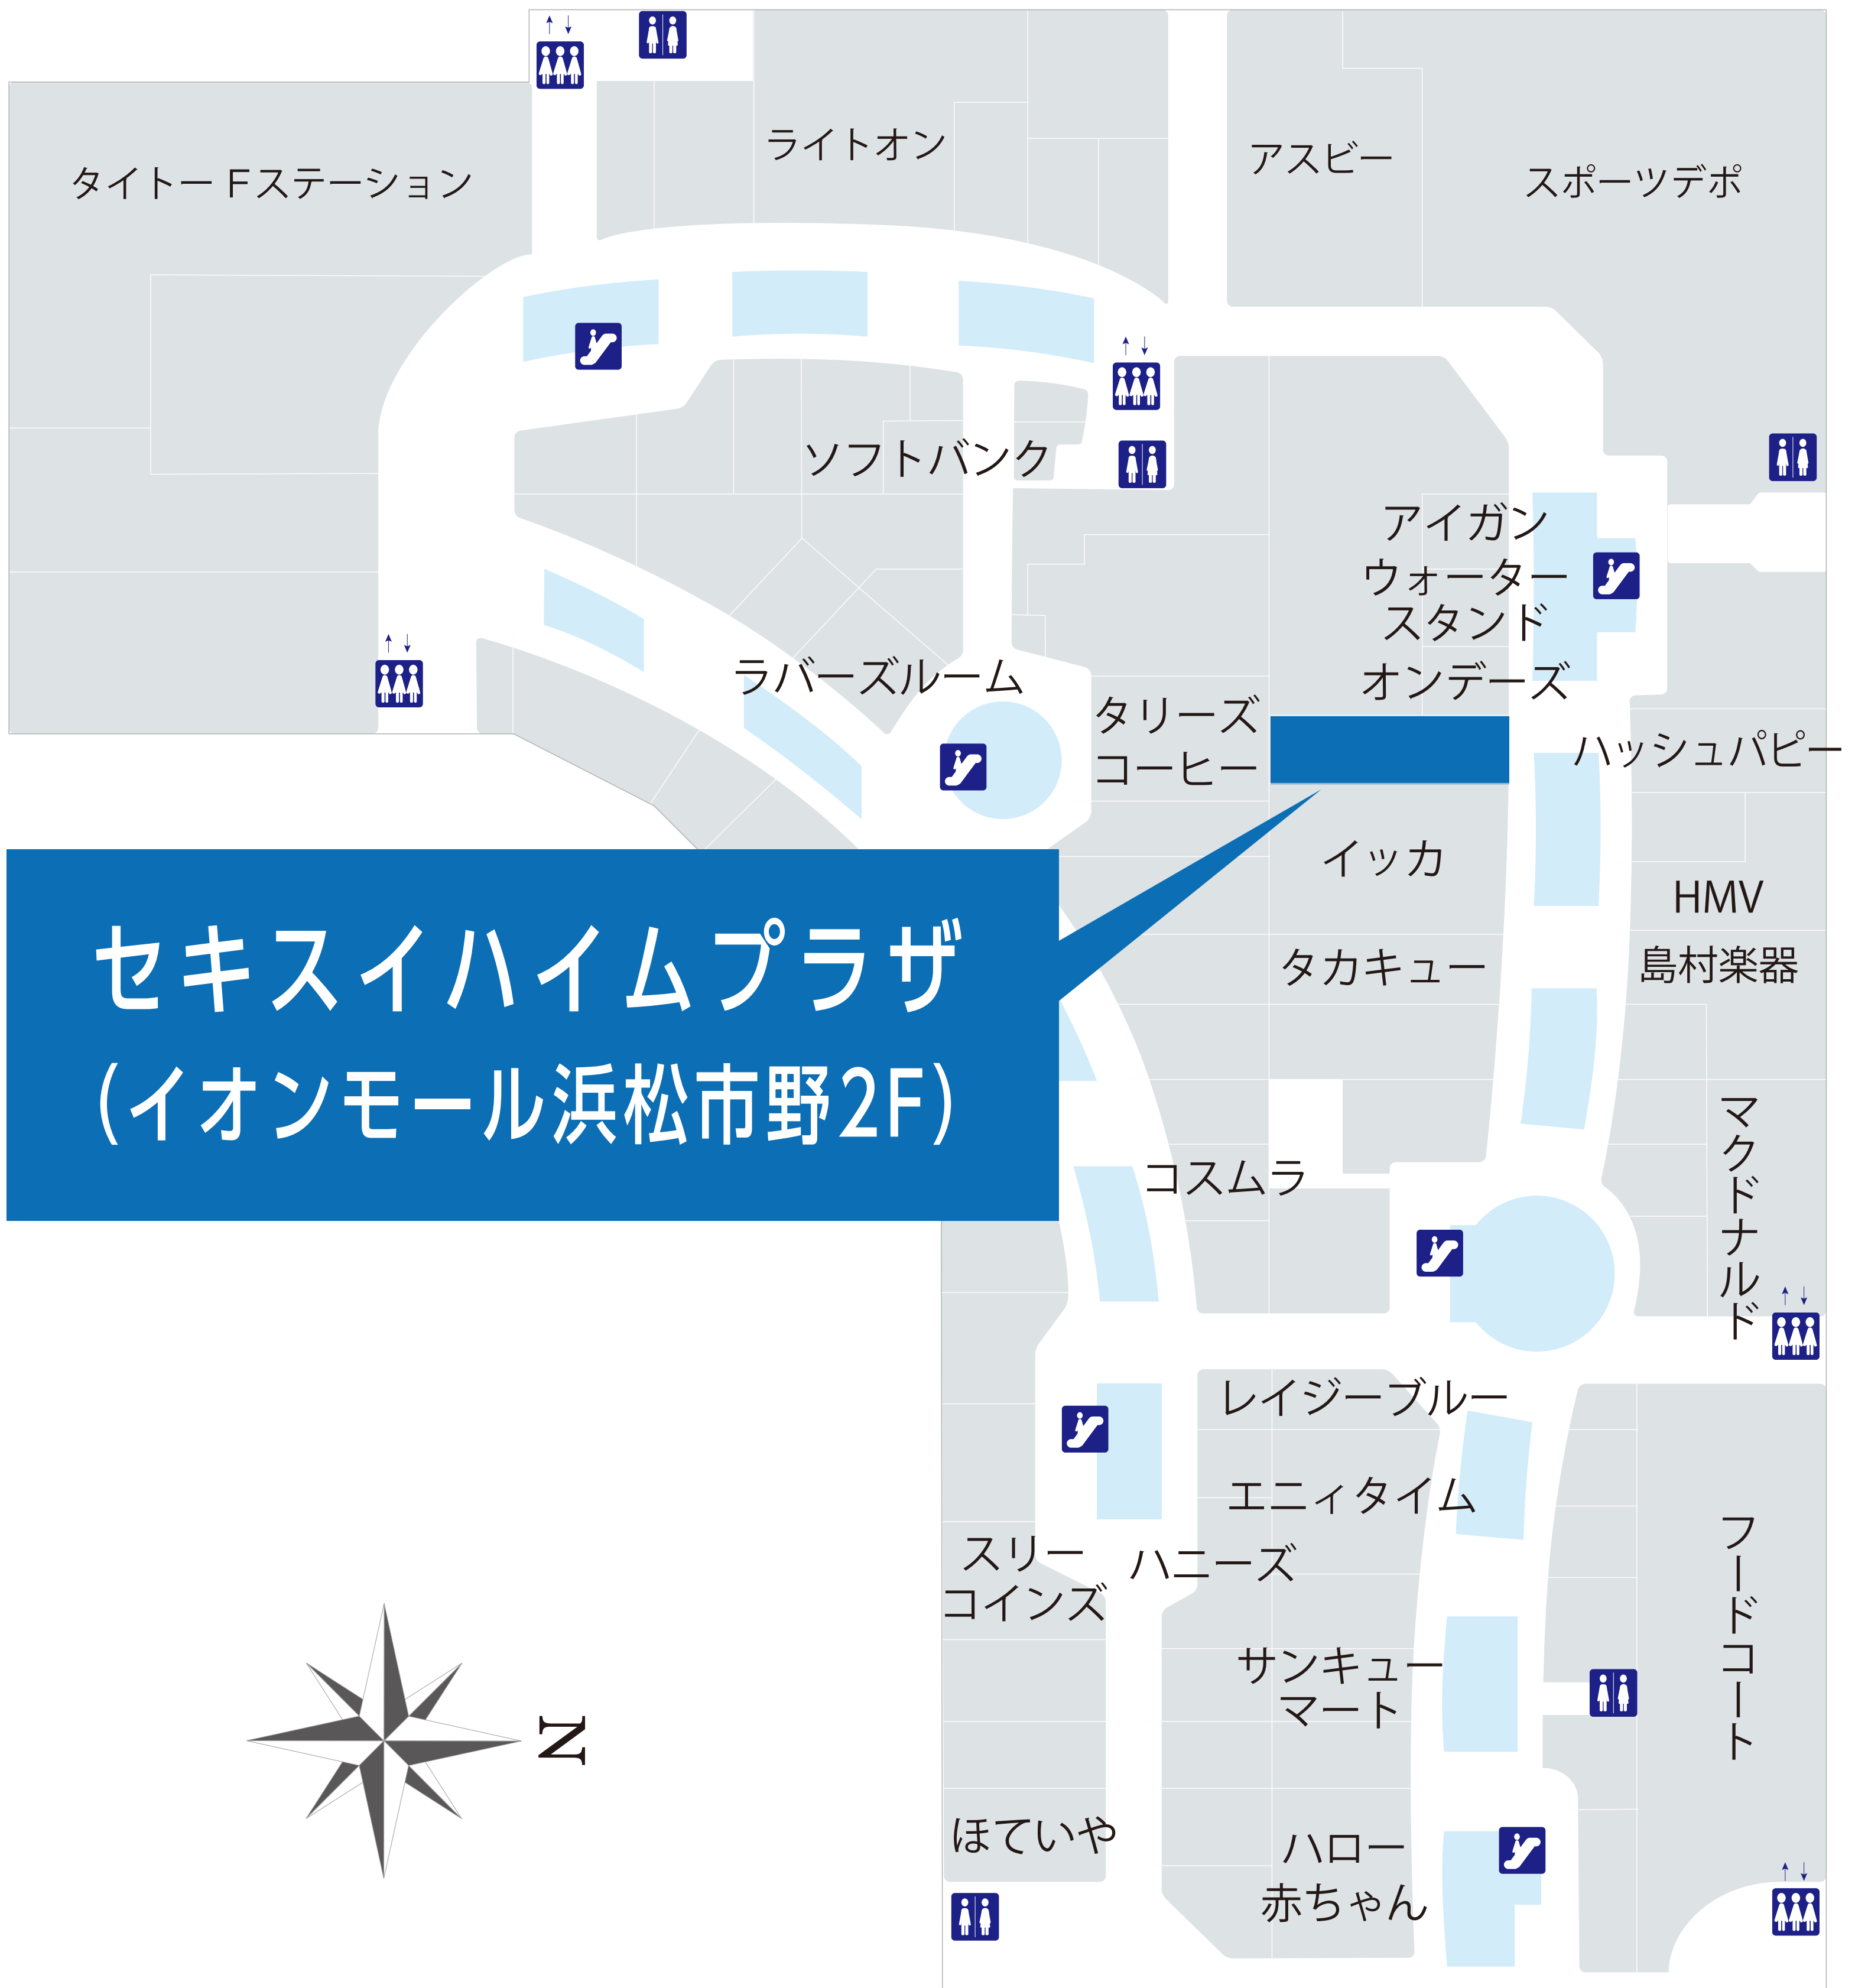 ライトオン
アスビー
タイトー Fステーション
スポーツデポ
ソフトバンク
アイガン
ウォーター
スタンド
オンデーズ
ラバーズルーム
タリーズ
コーヒー
ハッシュパピー
イッカ
HMV
タカキュー
島村楽器
セキスイハイムプラザ
(イオンモール浜松市野2F)
マクドナルド
コスムラ
レイジーブルー
エニィタイム
スリー
コインズ
ハニーズ
フードコート
サンキュー
マート
N
ほていや
ハロー
赤ちゃん